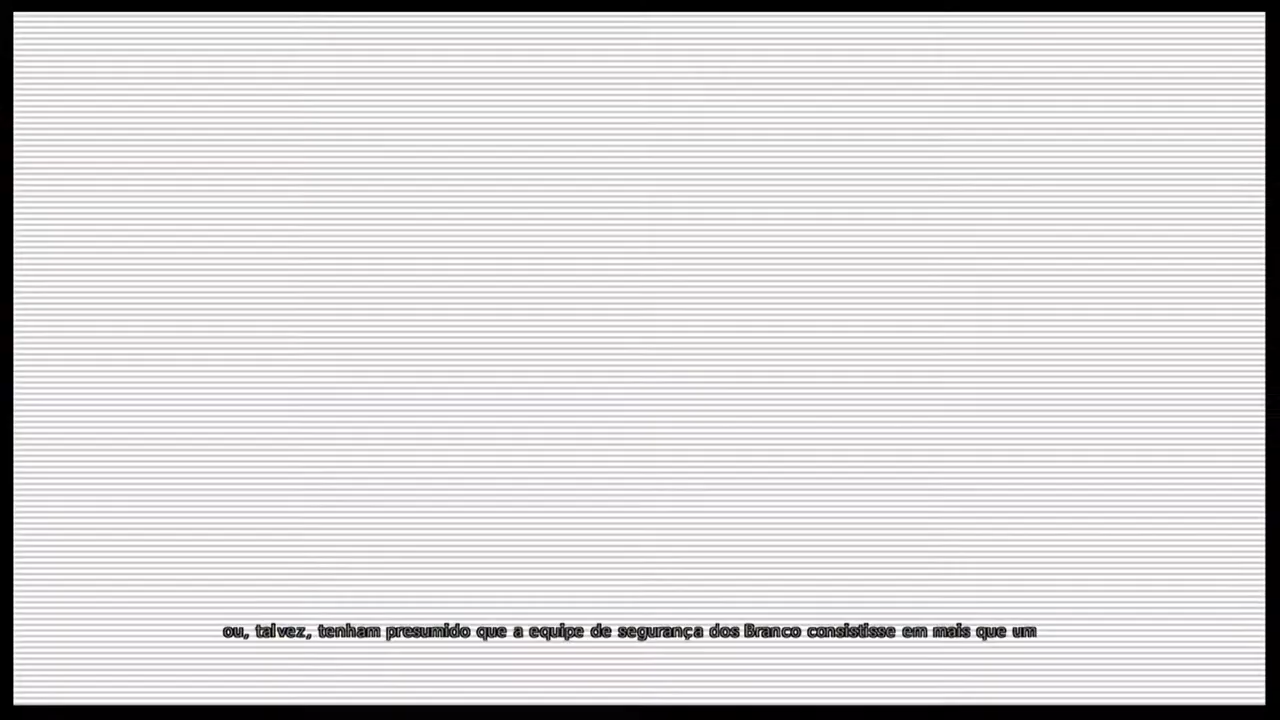 ou, talvez, tenham presumido que a equipe de segurança dos Branco consistisse em mais que um